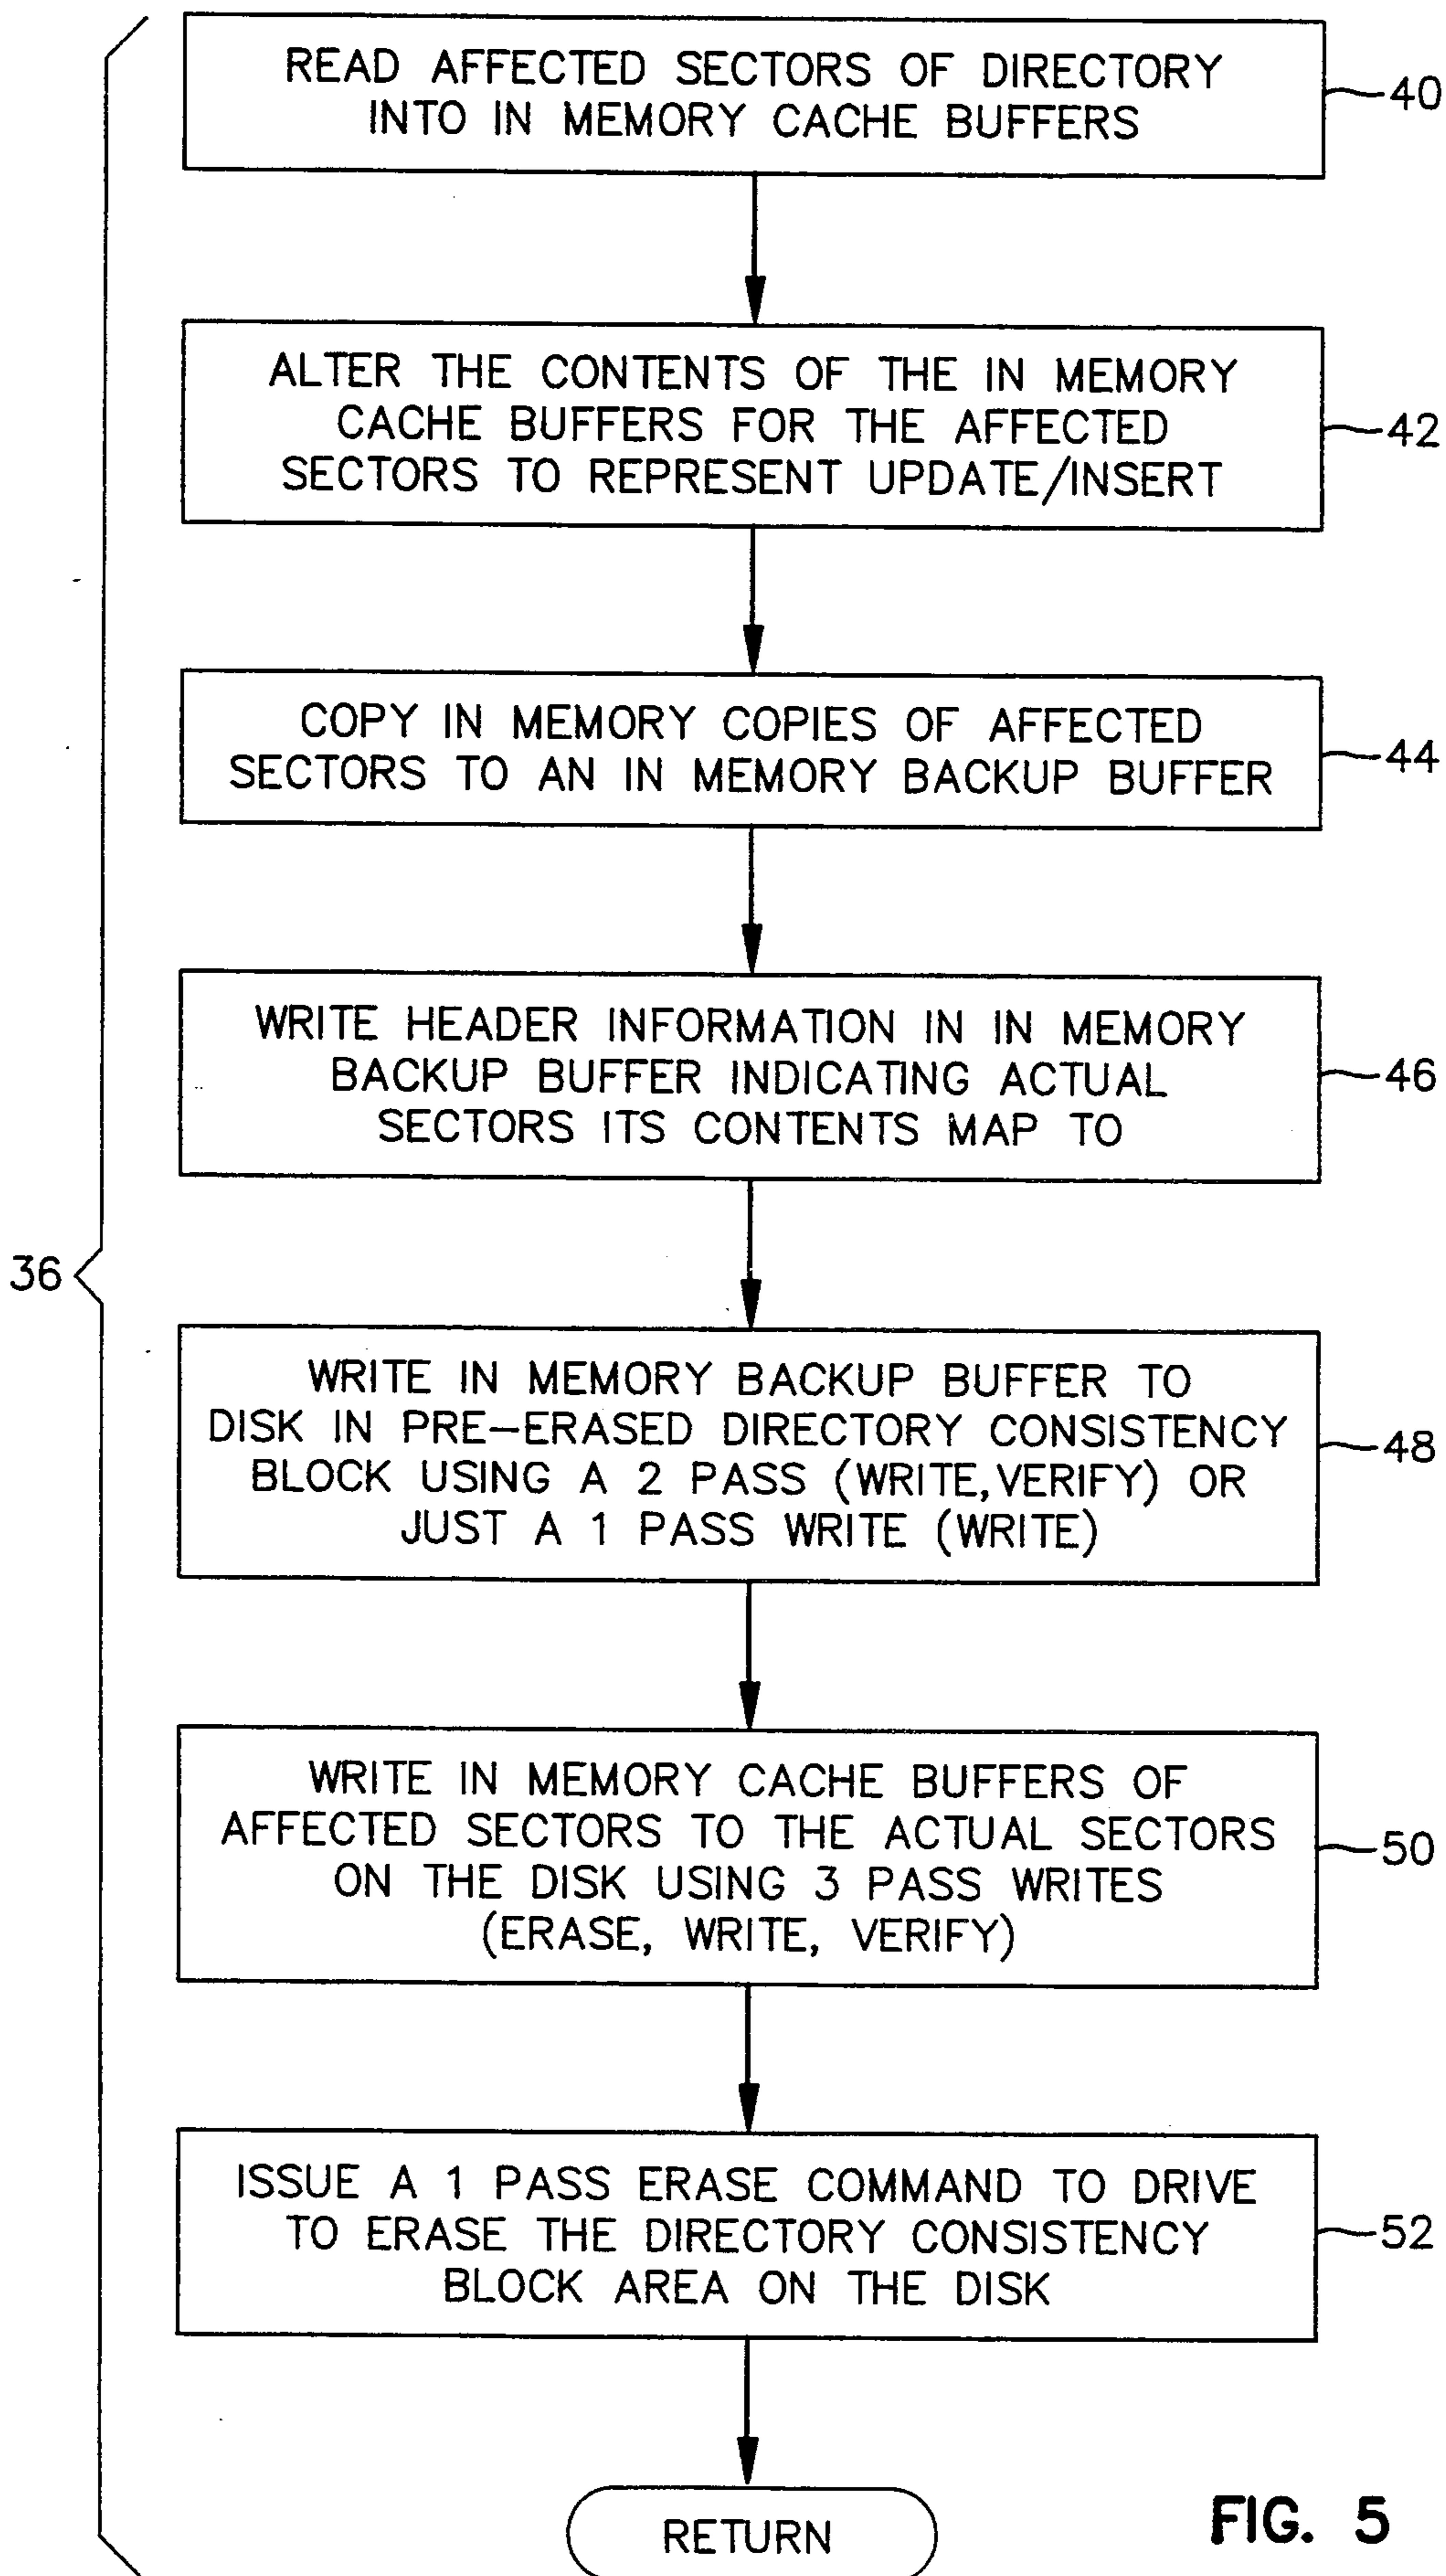 READ AFFECTED SECTORS OF DIRECTORY
INTO IN MEMORY CACHE BUFFERS
40
ALTER THE CONTENTS OF THE IN MEMORY
CACHE BUFFERS FOR THE AFFECTED
SECTORS TO REPRESENT UPDATE/INSERT
42
COPY IN MEMORY COPIES OF AFFECTED
SECTORS TO AN IN MEMORY BACKUP BUFFER
44
WRITE HEADER INFORMATION IN IN MEMORY
BACKUP BUFFER INDICATING ACTUAL
SECTORS ITS CONTENTS MAP TO
46
36
WRITE IN MEMORY BACKUP BUFFER TO
DISK IN PRE-ERASED DIRECTORY CONSISTENCY
BLOCK USING A 2 PASS (WRITE,VERIFY) OR
JUST A 1 PASS WRITE (WRITE)
48
WRITE IN MEMORY CACHE BUFFERS OF
AFFECTED SECTORS TO THE ACTUAL SECTORS
ON THE DISK USING 3 PASS WRITES
(ERASE, WRITE, VERIFY)
50
ISSUE A 1 PASS ERASE COMMAND TO DRIVE
TO ERASE THE DIRECTORY CONSISTENCY
BLOCK AREA ON THE DISK
52
RETURN
FIG. 5